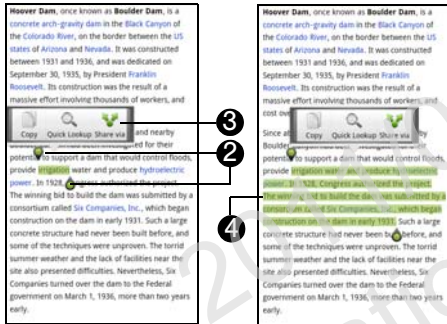 Hoover Dam, once known as Boulder Dam, is a
concrete arch-gravity dam in the Black Canyon of
the Colorado River, on the border between the US
states of Arizona and Nevada. It was constructed
between 1931 and 1936, and was dedicated on
September 30, 1935, by President Franklin
Roosevelt. Its construction was the result of a
massive effort involving thousands of workers, and
Copy Quick Lookup Share via
and nearby
been investigated for their
potential to support a dam that would control floods,
provide irrigation water and produce hydroelectric
power. In 1928, Congress authorized the project.
The winning bid to build the dam was submitted by a
consortium called Six Companies, Inc., which began
construction on the dam in early 1931. Such a large
concrete structure had never been built before, and
some of the techniques were unproven. The torrid
summer weather and the lack of facilities near the
site also presented difficulties. Nevertheless, Six
Companies turned over the dam to the Federal
government on March 1, 1936, more than two years
early.
3
2
1
4
Hoover Dam, once known as Boulder Dam, is a
concrete arch-gravity dam in the Black Canyon of
the Colorado River, on the border between the US
states of Arizona and Nevada. It was constructed
between 1931 and 1936, and was dedicated on
September 30, 1935, by President Franklin
Roosevelt. Its construction was the result of a
massive effort involving thousands of workers, and
cost
Since
Copy Quick Lookup Share via
Boulder
potential to support a dam that would control floods,
provide irrigation water and produce hydroelectric
power. In 1928, Congress authorized the project.
The winning bid to build the dam was submitted by a
consortium called Six Companies, Inc., which began
construction on the dam in early 1931. Such a large
concrete structure had never been before, and
some of the techniques were unproven. The torrid
summer weather and the lack of facilities near the
site also presented difficulties. Nevertheless, Six
Companies turned over the dam to the Federal
government on March 1, 1936, more than two years
early.